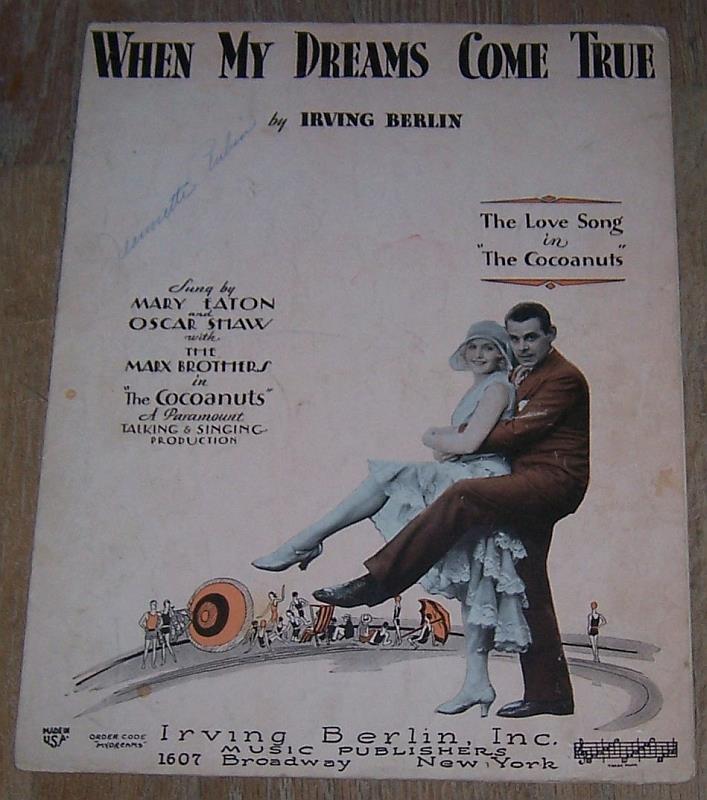 WHEN MY DREAMS COME TRUE
by IRVING BERLIN
The Love Song
in
"The Cocoanuts"
Sung by
MARY EATON
and
OSCAR SHAW
with
THE
MARX BROTHERS
in
"The Cocoanuts"
A Paramount
TALKING & SINGING
PRODUCTION
MADE IN
U.S.A.
ORDER CODE
"MYDREAMS"
Irving Berlin, Inc.
MUSIC PUBLISHERS
1607 Broadway New York